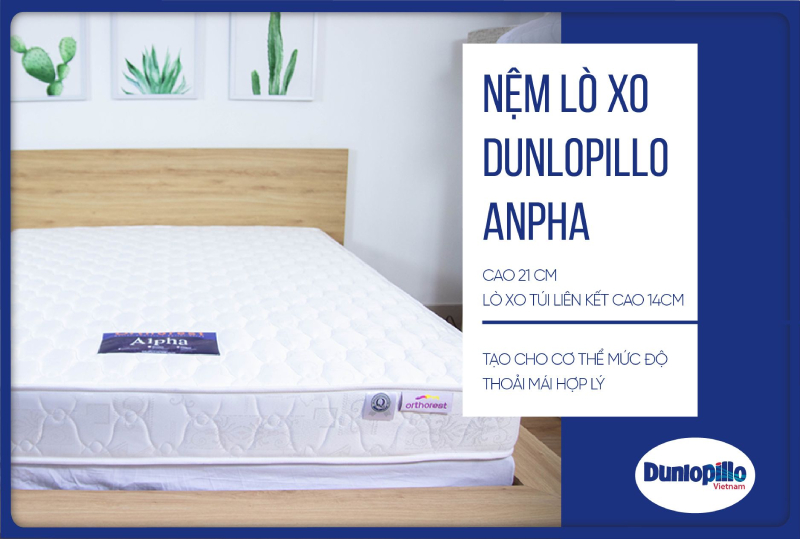 NỆM LÒ XO
DUNLOPILLO
ANPHA
CAO 21 CM
LÒ XO TÚI LIÊN KẾT CAO 14CM
TẠO CHO CƠ THỂ MỨC ĐỘ
THOẢI MÁI HỢP LÝ
Alpha
orthorest
Dunlopillo
Vietnam